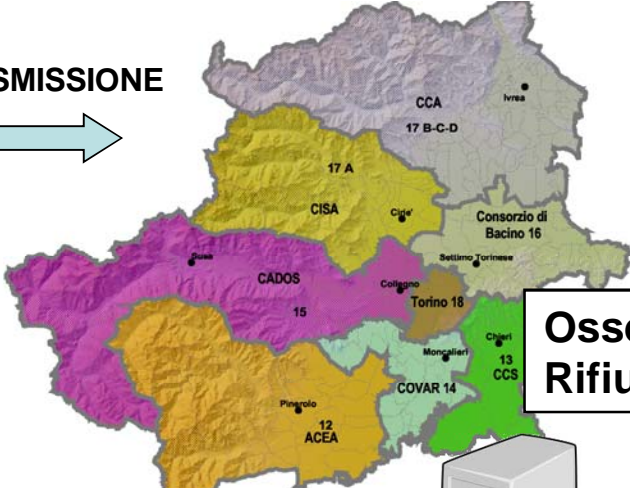 SMISSIONE
CCA
17 B-C-D
Ivrea
17 A
CISA
Cirie'
Consorzio di
Bacino 16
Settimo Torinese
Susa
CADOS
15
Collegno
Torino 18
Chieri
13
CCS
Moncalieri
COVAR 14
Pinerolo
12
ACEA
Osse
Rifiu